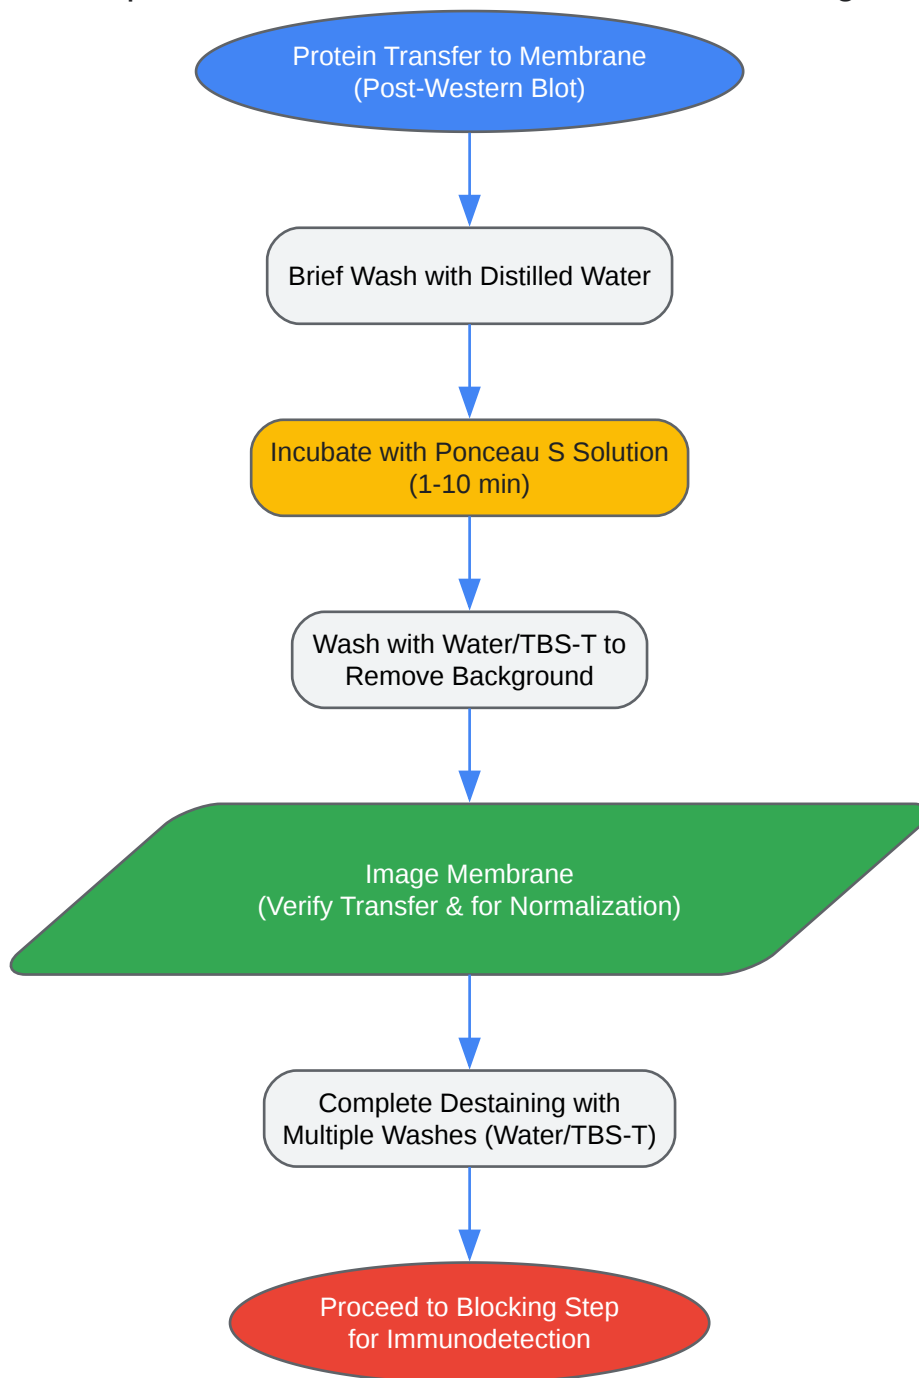 Protein Transfer to Membrane
(Post-Western Blot)
Brief Wash with Distilled Water
Incubate with Ponceau S Solution
(1-10 min)
Wash with Water/TBS-T to
Remove Background
Image Membrane
(Verify Transfer & for Normalization)
Complete Destaining with
Multiple Washes (Water/TBS-T)
Proceed to Blocking Step
for Immunodetection